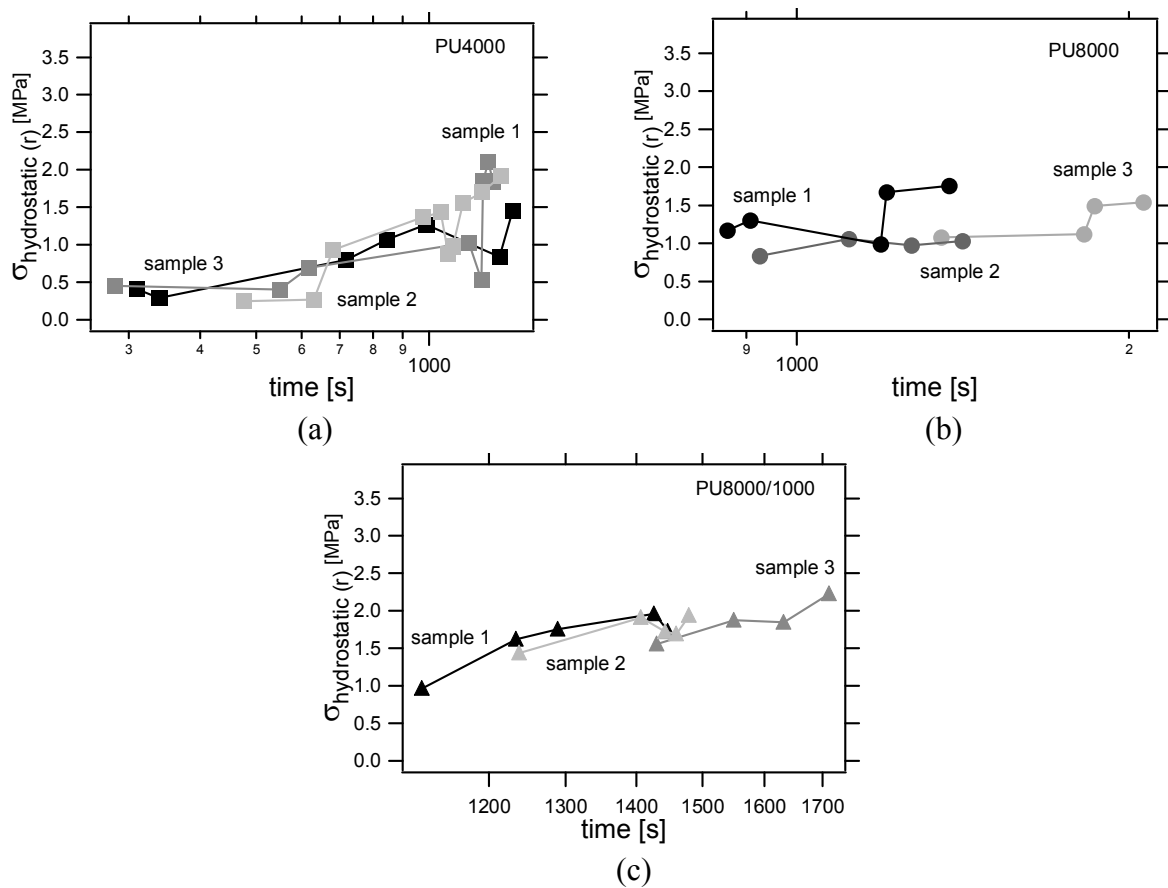 PU4000
3.5
3.0
2.5
2.0
1.5
1.0
0.5
0.0
σhydrostatic (r) [MPa]
sample 1
sample 3
sample 2
3 4 5 6 7 8 9
1000
time [s]
(a)
PU8000
3.5
3.0
2.5
2.0
1.5
1.0
0.5
0.0
σhydrostatic (r) [MPa]
sample 3
sample 1
sample 2
9 2
1000
time [s]
(b)
PU8000/1000
3.5
3.0
2.5
2.0
1.5
1.0
0.5
0.0
σhydrostatic (r) [MPa]
sample 3
sample 1
sample 2
1200 1300 1400 1500 1600 1700
time [s]
(c)